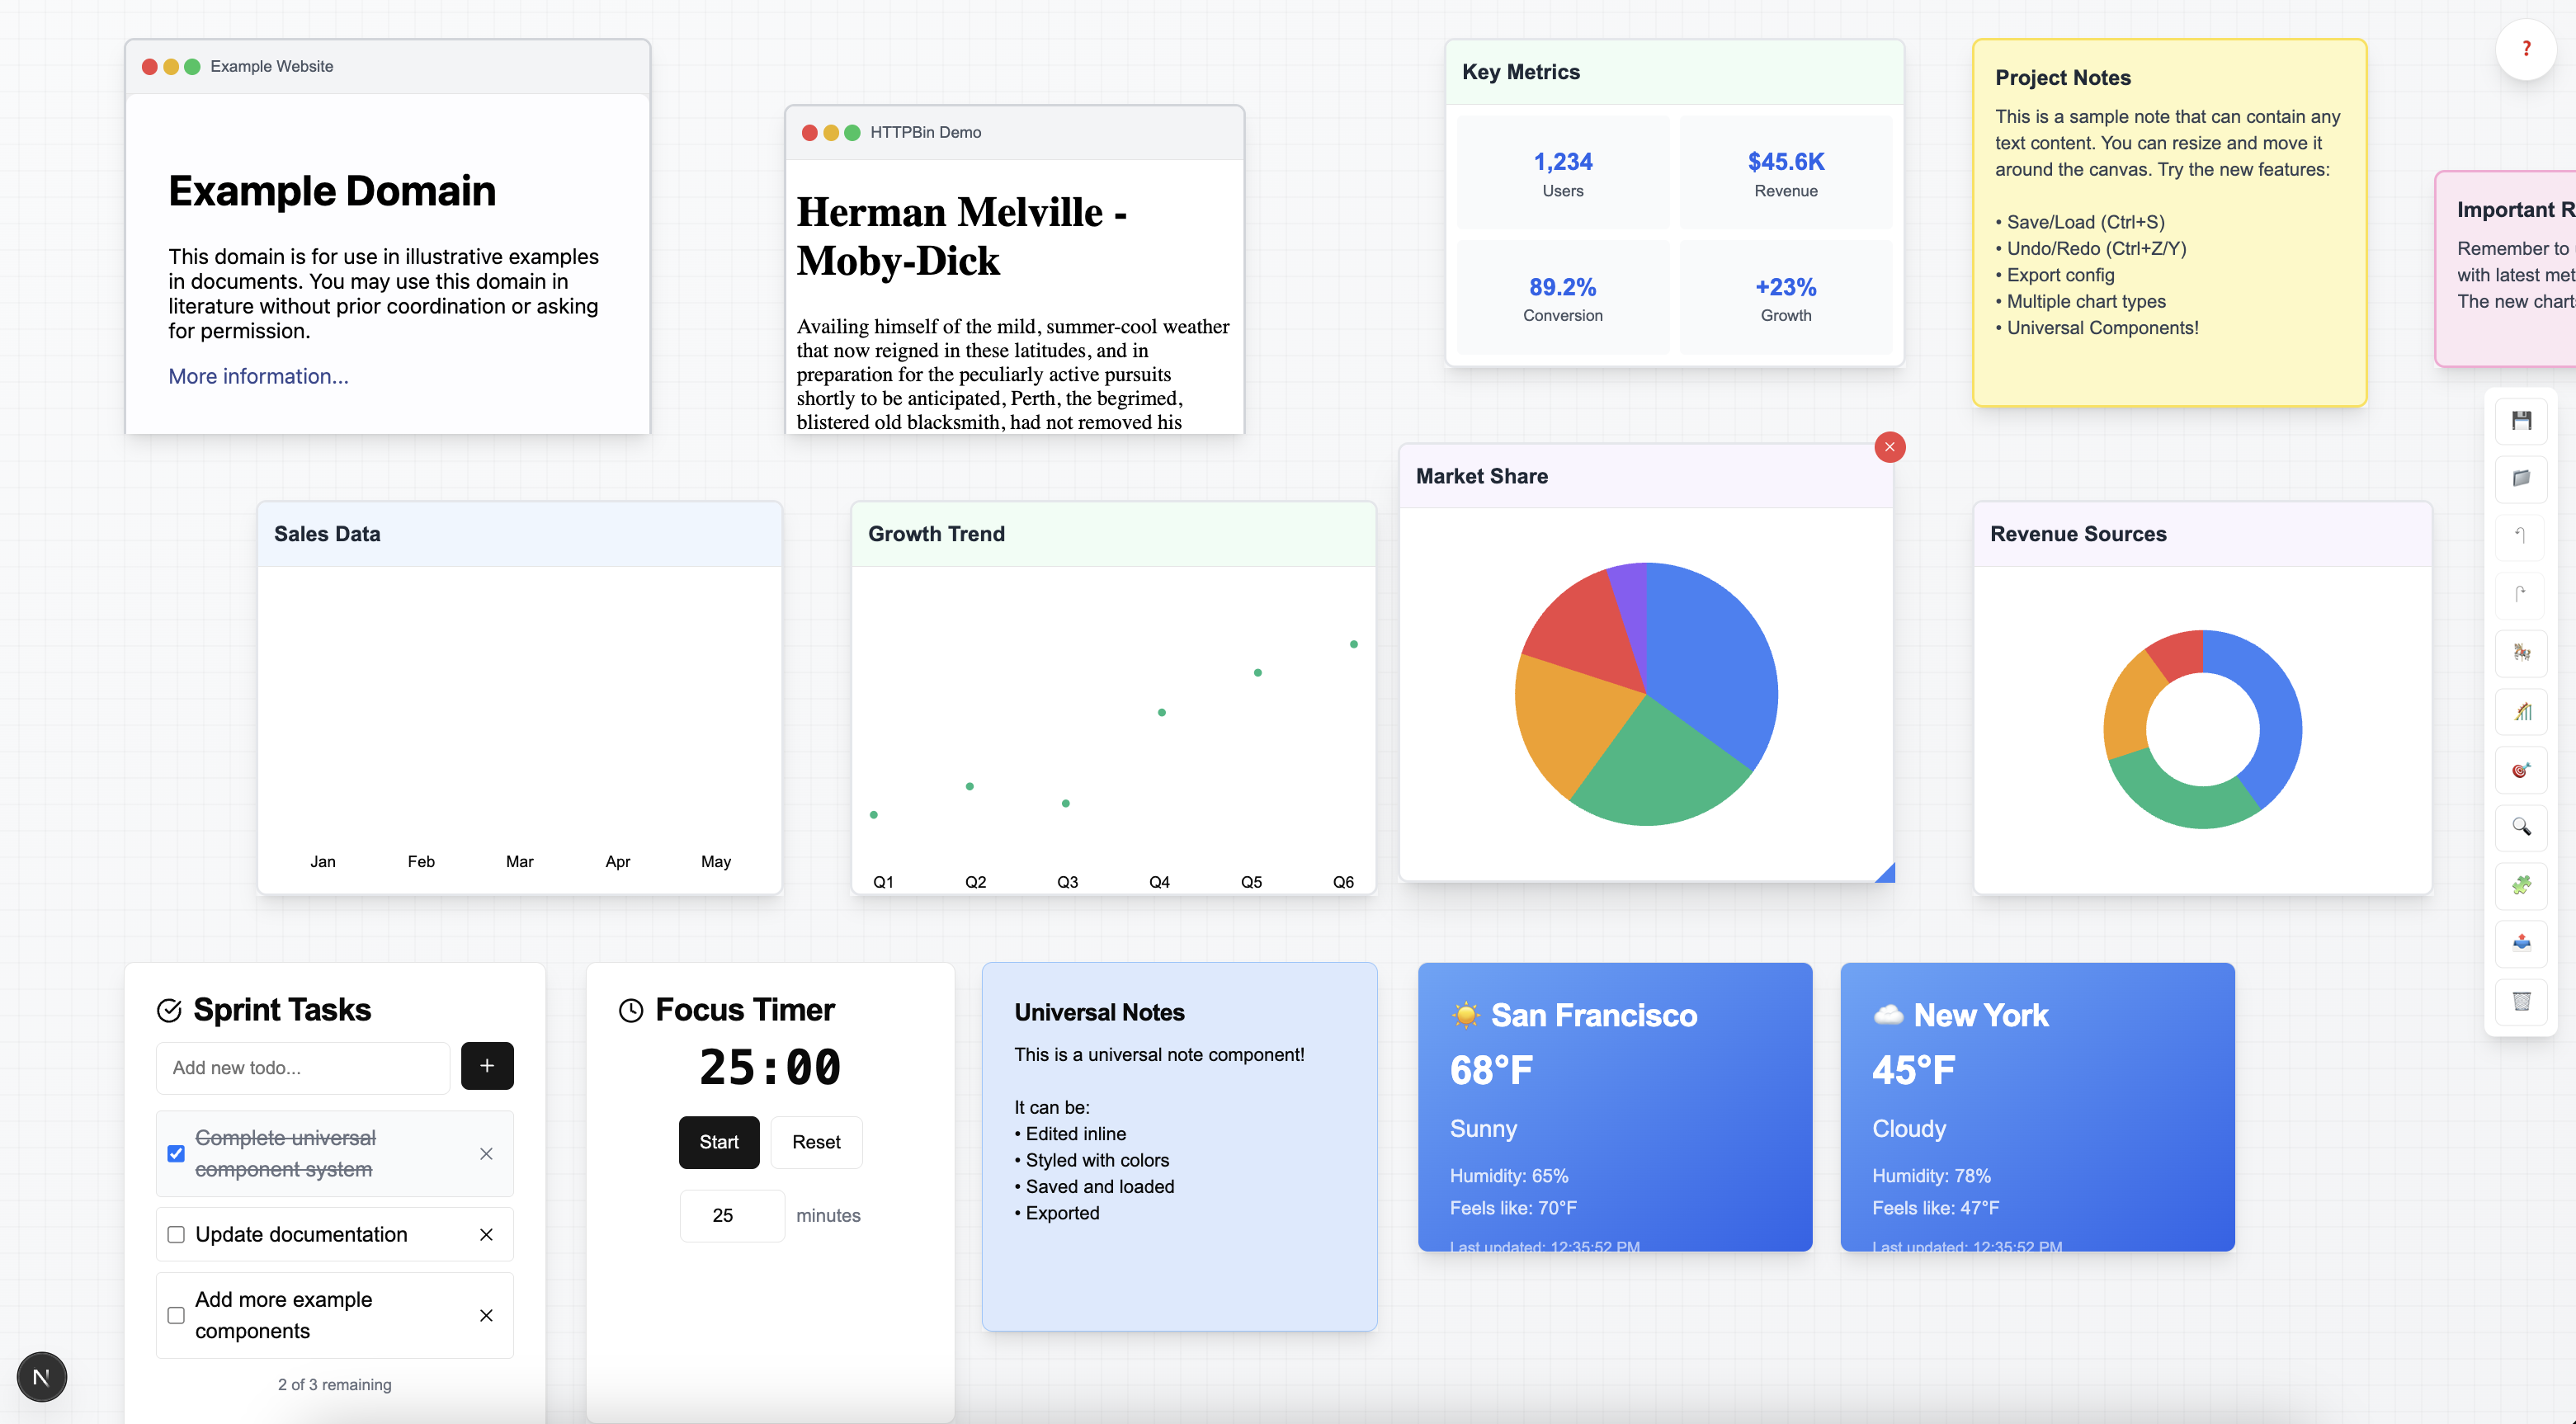 Example Website
Example Domain
This domain is for use in illustrative examples
in documents. You may use this domain in
literature without prior coordination or asking
for permission.
More information...
HTTPBin Demo
Herman Melville -
Moby-Dick
Availing himself of the mild, summer-cool weather
that now reigned in these latitudes, and in
preparation for the peculiarly active pursuits
shortly to be anticipated, Perth, the begrimed,
blistered old blacksmith, had not removed his
Key Metrics
1,234
Users
$45.6K
Revenue
89.2%
Conversion
+23%
Growth
Project Notes
This is a sample note that can contain any
text content. You can resize and move it
around the canvas. Try the new features:
• Save/Load (Ctrl+S)
• Undo/Redo (Ctrl+Z/Y)
• Export config
• Multiple chart types
• Universal Components!
?
Important
Remember to
with latest
The new
Sales Data
Jan
Feb
Mar
Apr
May
Growth Trend
Q1
Q2
Q3
Q4
Q5
Q6
Market Share
Revenue Sources
Sprint Tasks
Add new todo...
+
Complete universal
component system
Update documentation
Add more example
components
2 of 3 remaining
Focus Timer
25:00
Start
Reset
25
minutes
Universal Notes
This is a universal note component!
It can be:
• Edited inline
• Styled with colors
• Saved and loaded
• Exported
San Francisco
68°F
Sunny
Humidity: 65%
Feels like: 70°F
Last updated: 12:35:52 PM
New York
45°F
Cloudy
Humidity: 78%
Feels like: 47°F
Last updated: 12:35:52 PM
N